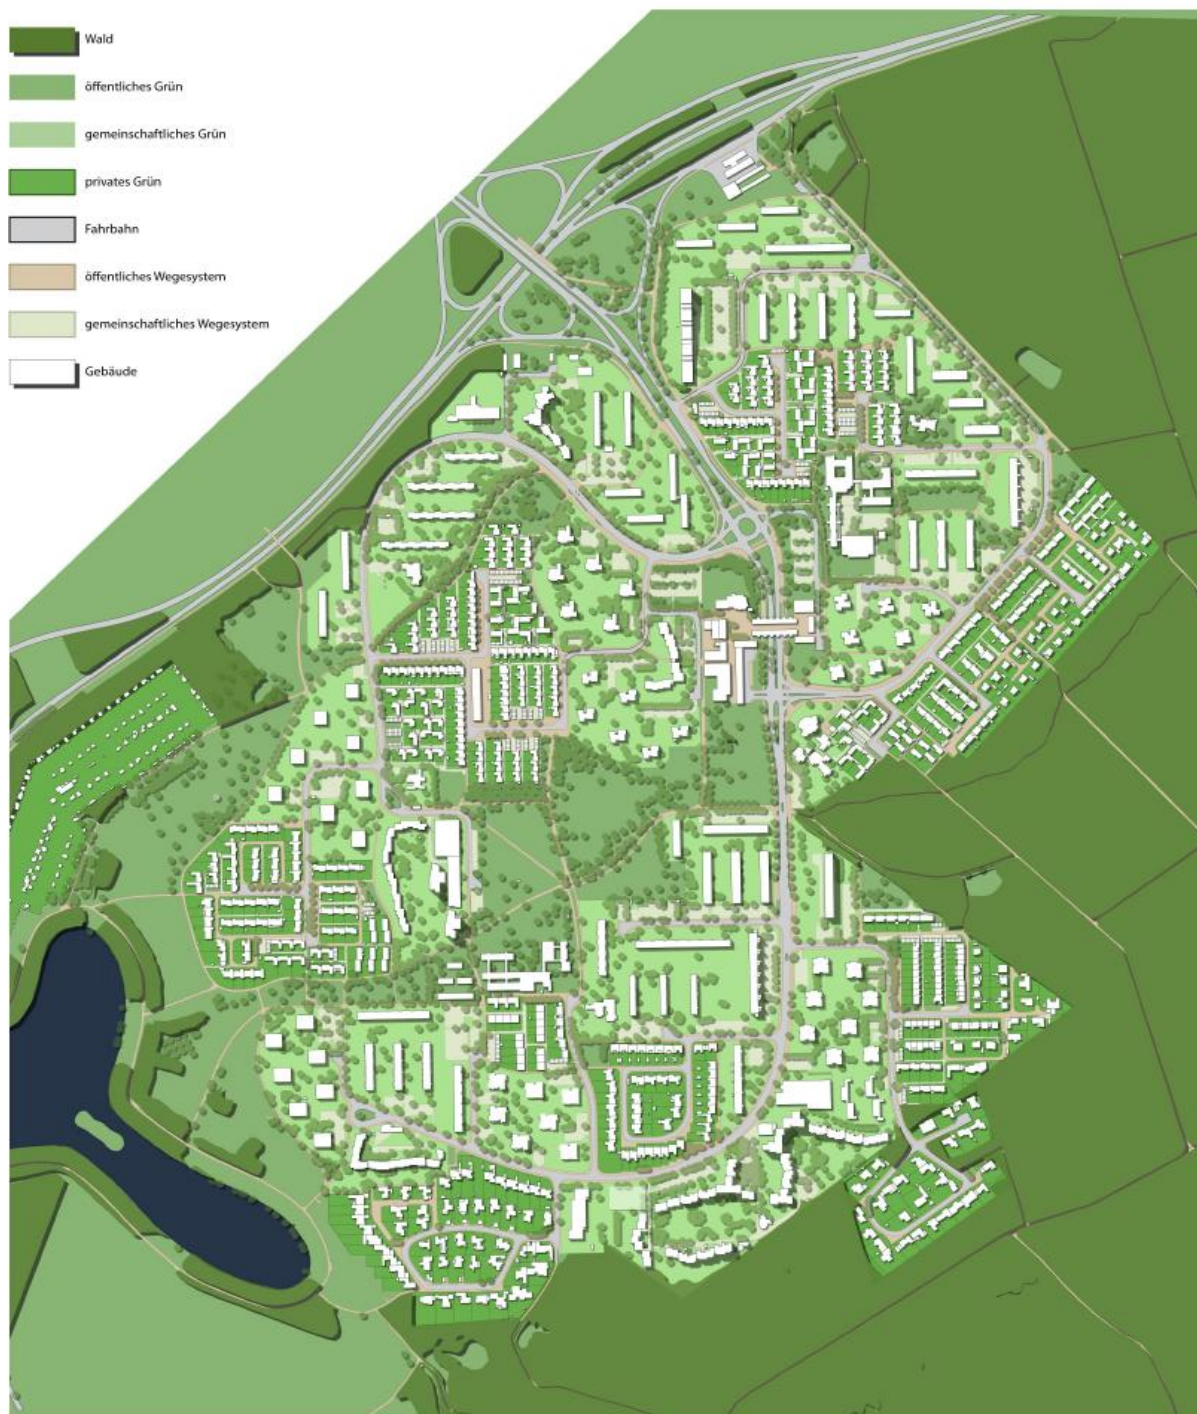 Wald
öffentliches Grün
gemeinschaftliches Grün
privates Grün
Fahrbahn
öffentliches Wegesystem
gemeinschaftliches Wegesystem
Gebäude